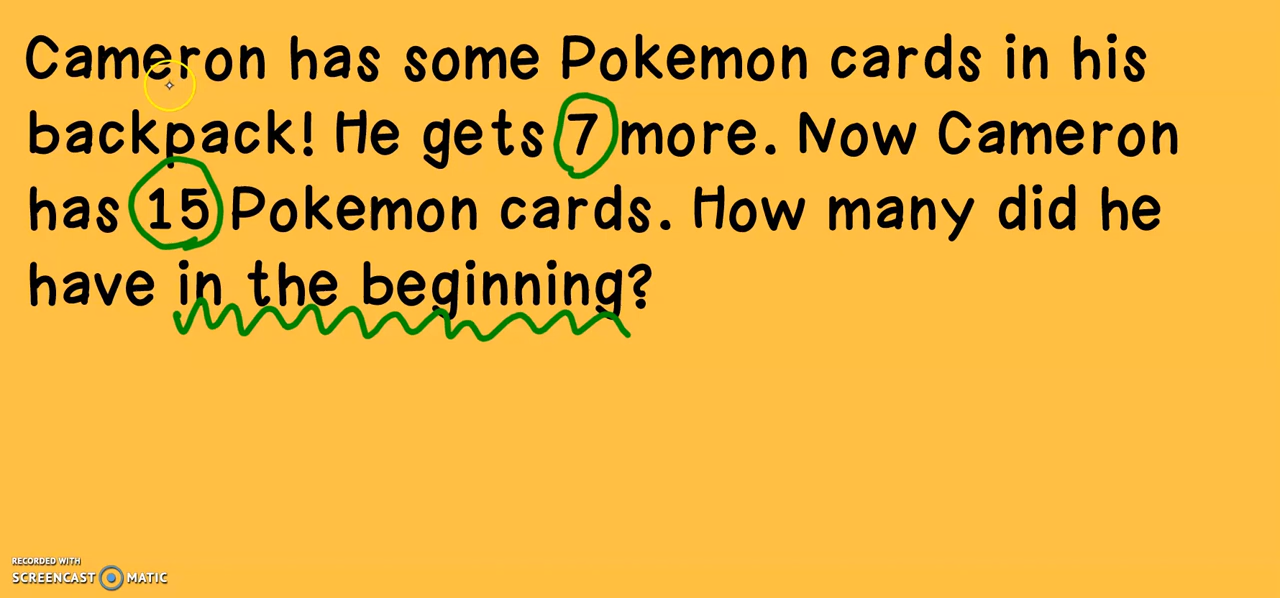 Cameron has some Pokemon cards in his
backpack! He gets 7 more. Now Cameron
has 15 Pokemon cards. How many did he
have in the beginning?
RECORDED WITH
SCREENCAST MATIC